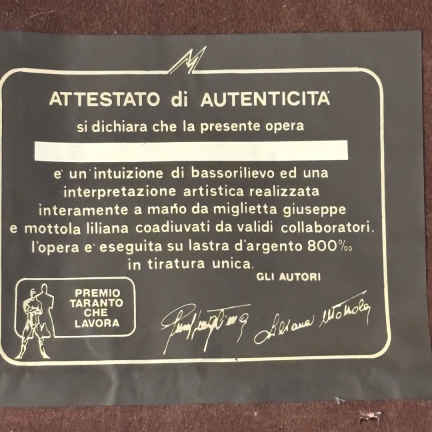 ATTESTATO di AUTENTICITA'
si dichiara che la presente opera
e' un' intuizione di bassorilievo ed una
interpretazione artistica realizzata
interamente a mano da miglietta giuseppe
e mottola liliana coadiuvati da validi collaboratori.
l'opera e' eseguita su lastra d'argento 800‰
in tiratura unica.
GLI AUTORI
PREMIO
TARANTO
CHE
LAVORA
Liliana Mottola